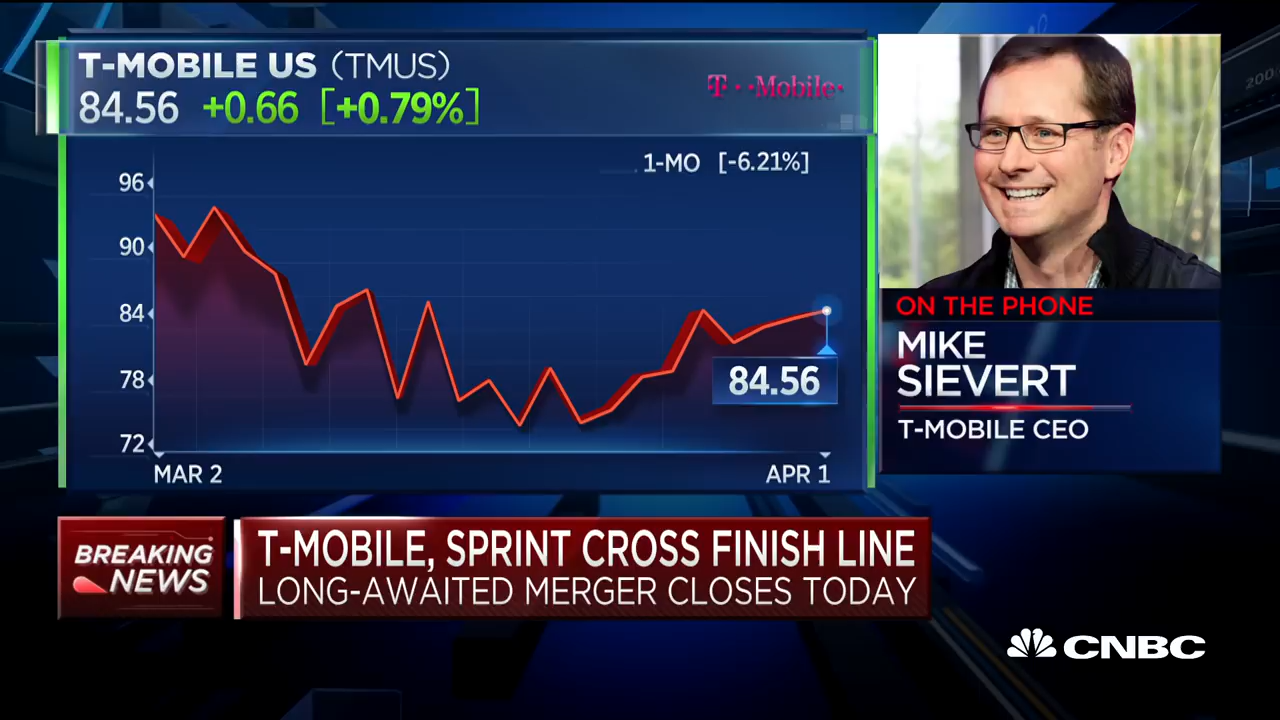 T-MOBILE US (TMUS)
84.56 +0.66 [+0.79%]
T··Mobile·
1-MO [-6.21%]
96
90
84
78
72
84.56
MAR 2
APR 1
200
ON THE PHONE
MIKE
SIEVERT
T-MOBILE CEO
BREAKING
NEWS
T-MOBILE, SPRINT CROSS FINISH LINE
LONG-AWAITED MERGER CLOSES TODAY
CNBC